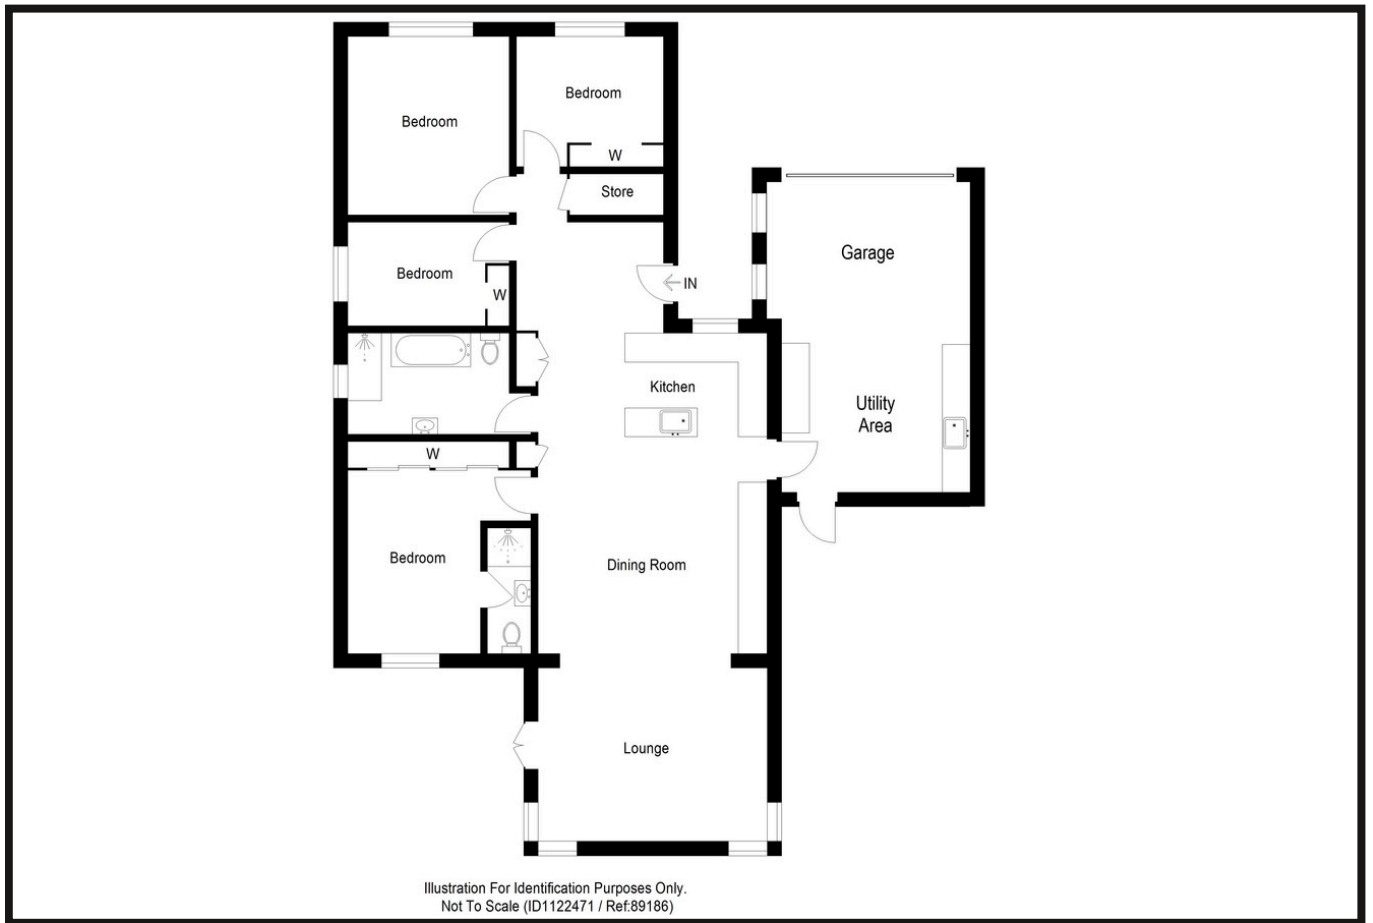 Bedroom
Bedroom
W
Store
Garage
Bedroom
IN
W
Kitchen
Utility
Area
W
Bedroom
Dining Room
Lounge
Illustration For Identification Purposes Only.
Not To Scale (ID1122471 / Ref:89186)